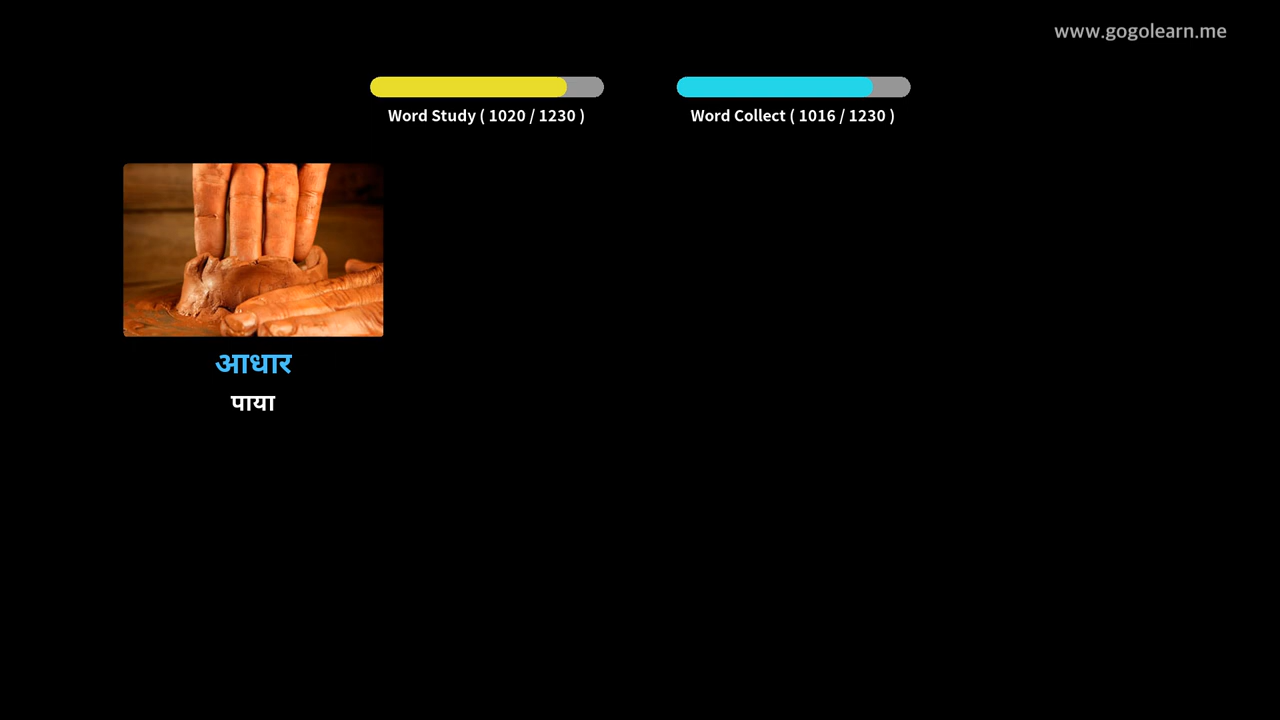 www.gogolearn.me
Word Study ( 1020 / 1230 )
Word Collect ( 1016 / 1230 )
आधार
पाया